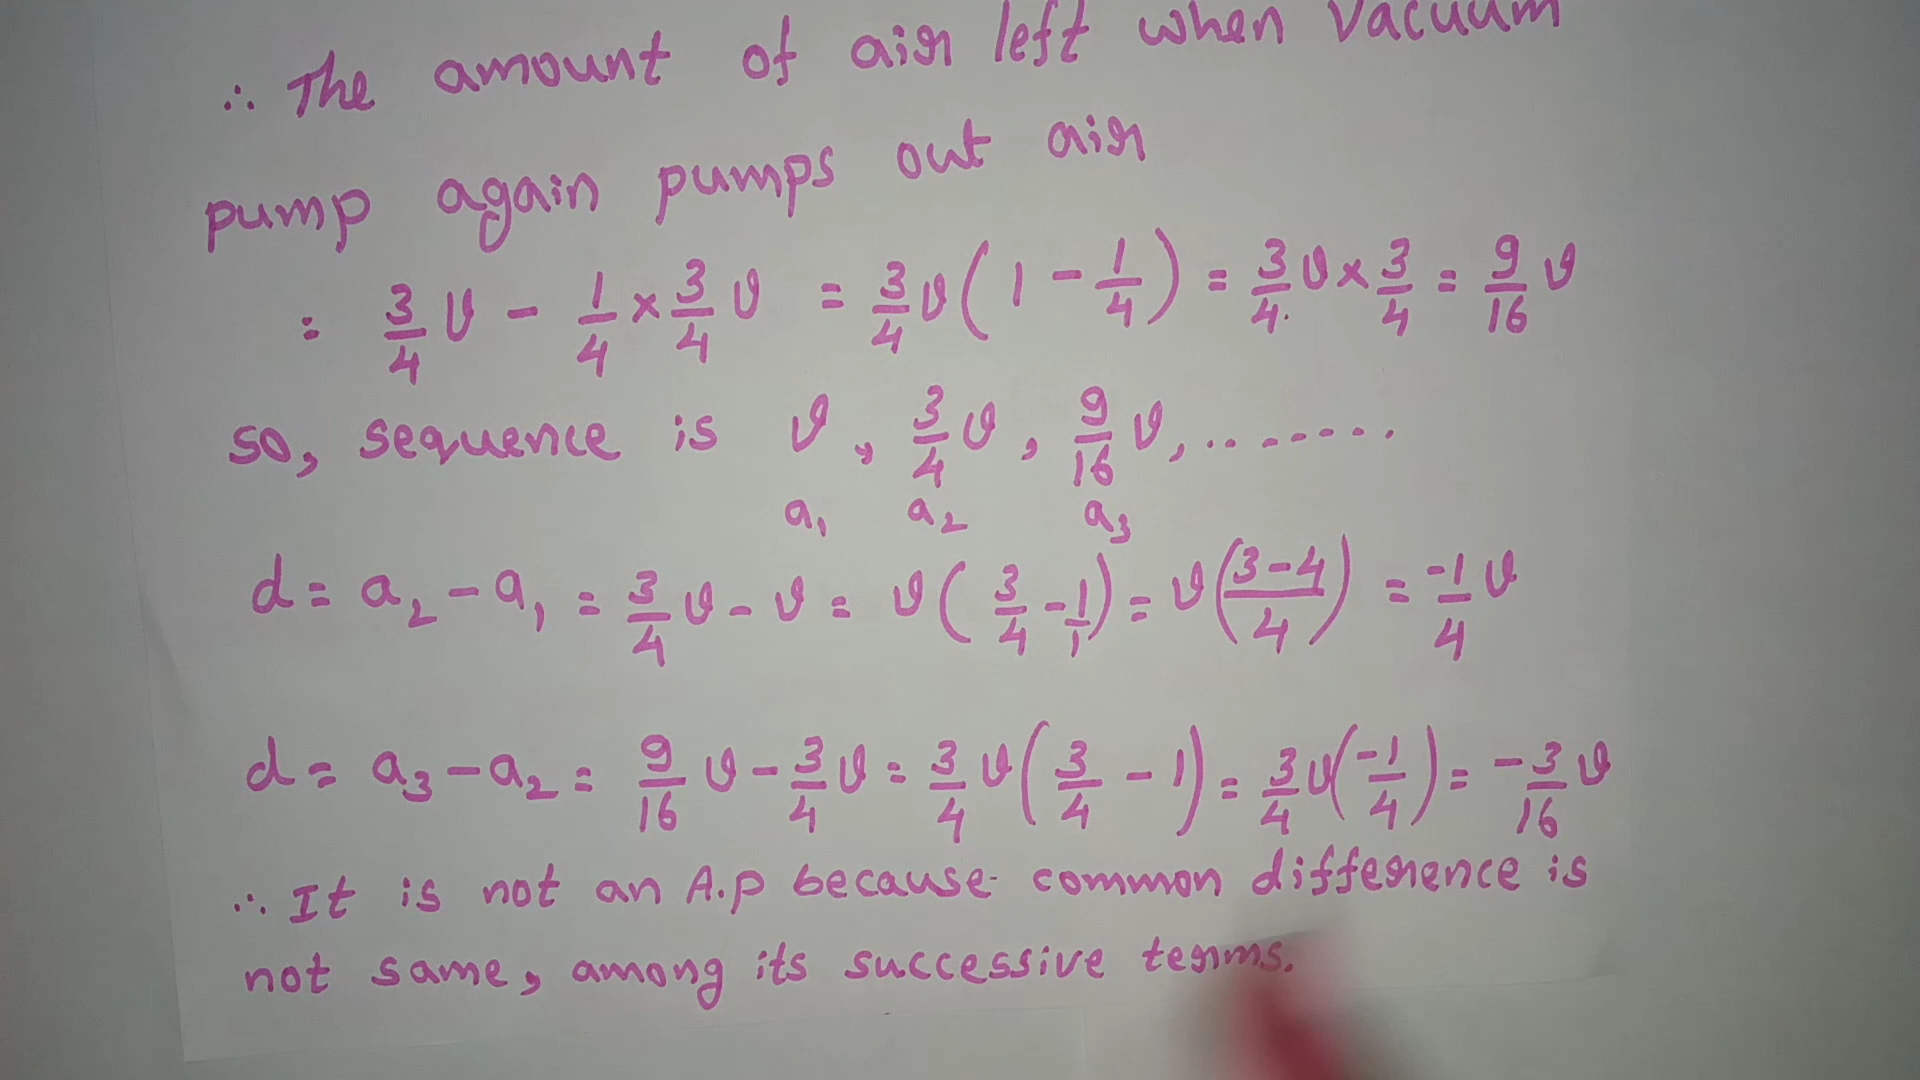 ∴ The amount of air left when vacuum
pump again pumps out air
= 3/4 v - 1/4 × 3/4 v = 3/4 v ( 1 - 1/4 ) = 3/4 v × 3/4 = 9/16 v
so, sequence is v, 3/4 v, 9/16 v, ........
a₁ a₂ a₃
d = a₂ - a₁ = 3/4 v - v = v ( 3/4 - 1/1 ) = v ( (3-4)/4 ) = -1/4 v
d = a₃ - a₂ = 9/16 v - 3/4 v = 3/4 v ( 3/4 - 1 ) = 3/4 v ( -1/4 ) = -3/16 v
∴ It is not an A.p because common difference is
not same, among its successive terms.